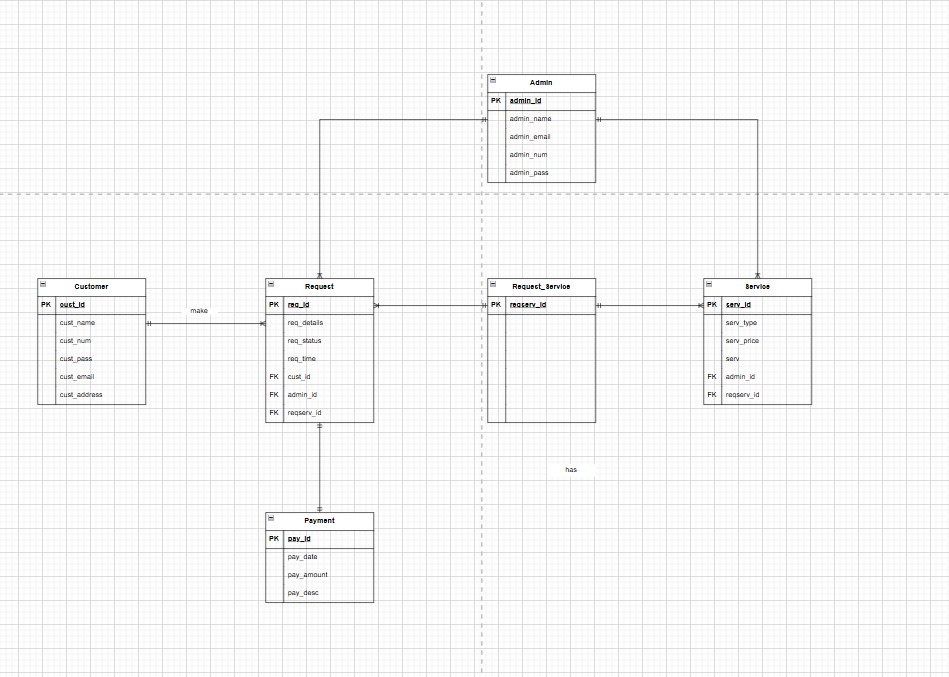 Admin
PK admin_id
admin_name
admin_email
admin_num
admin_pass
Customer
PK cust_id
cust_name
cust_num
cust_pass
cust_email
cust_address
make
Request
PK req_id
req_details
req_status
req_time
FK cust_id
FK admin_id
FK reqserv_id
Request_Service
PK reqserv_id
Service
PK serv_id
serv_type
serv_price
serv
FK admin_id
FK reqserv_id
has
Payment
PK pay_id
pay_date
pay_amount
pay_desc